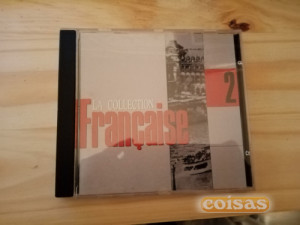 LA COLLECTION
Française
2
coisas